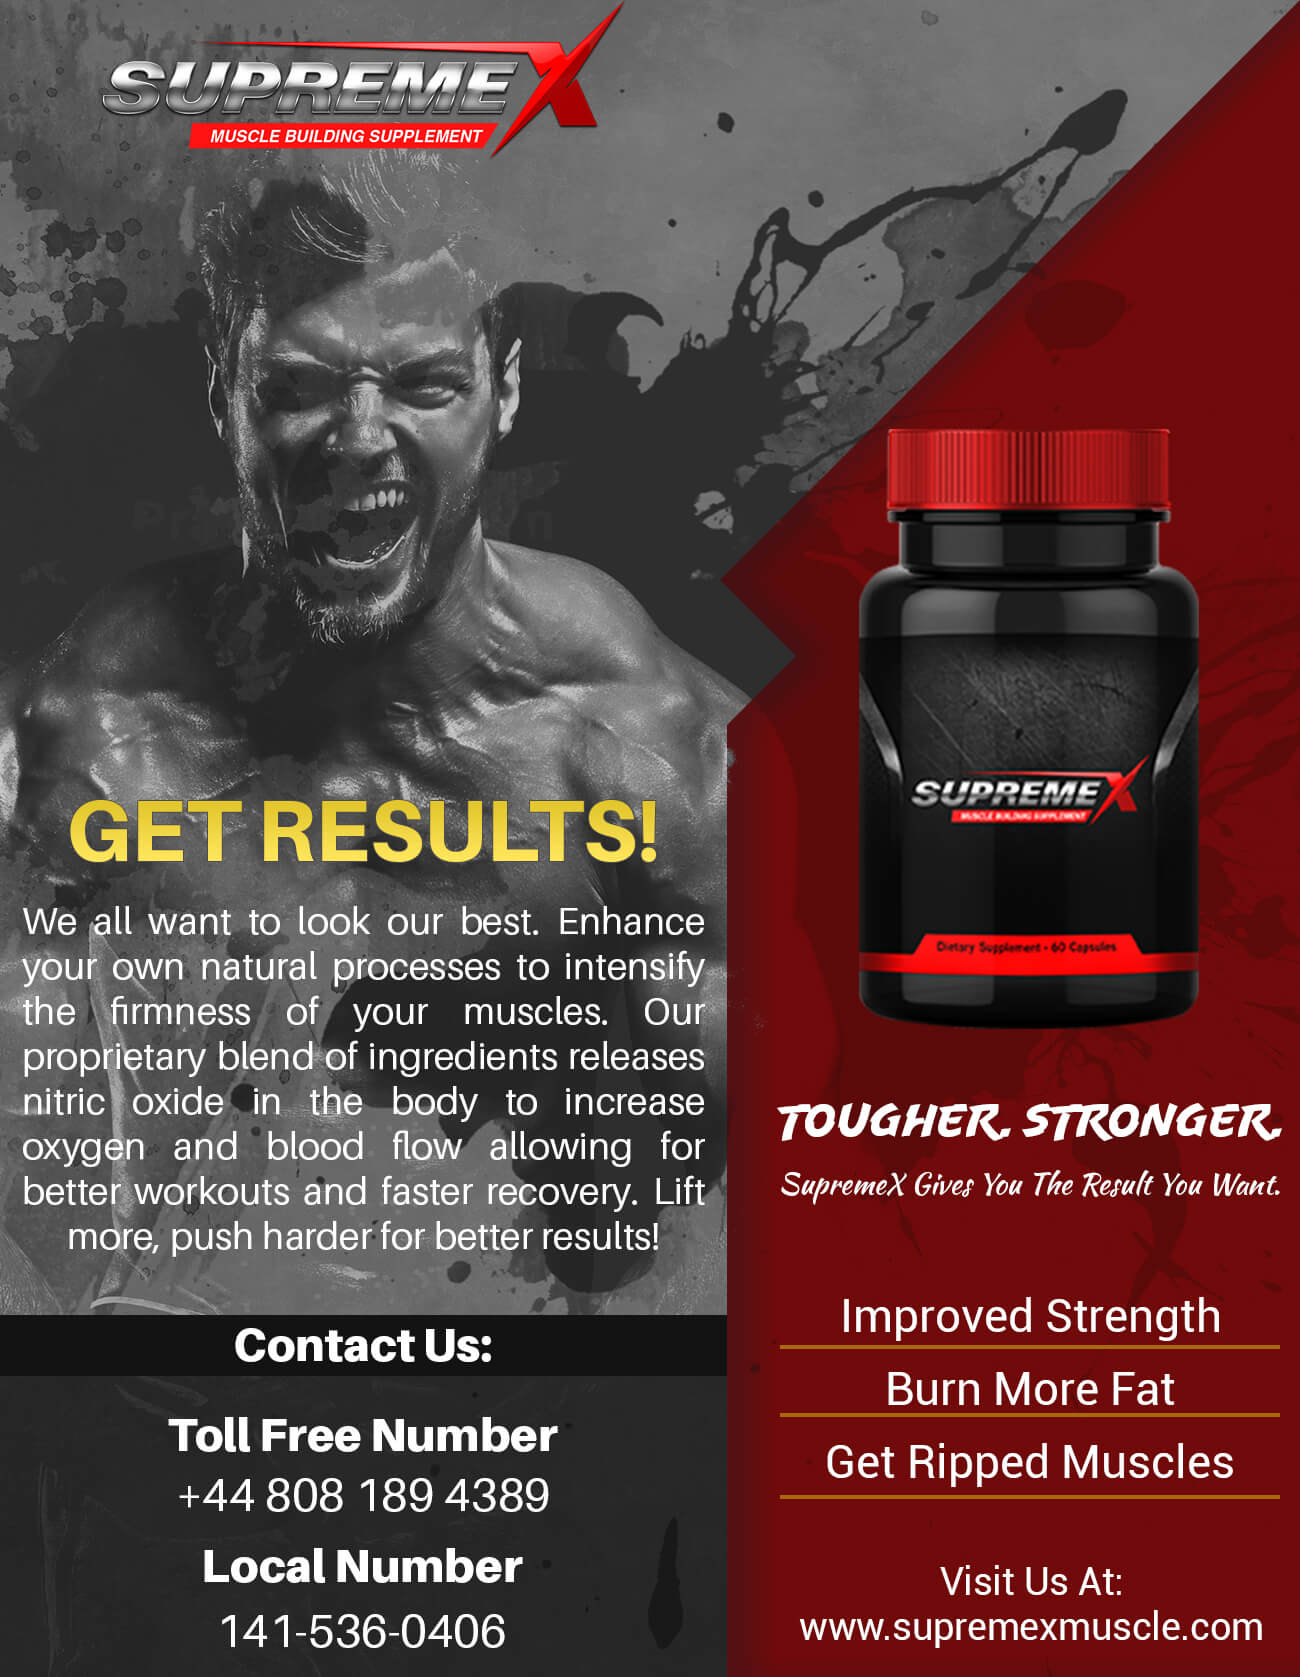 SUPREMEX
MUSCLE BUILDING SUPPLEMENT
GET RESULTS!
We all want to look our best. Enhance
your own natural processes to intensify
the firmness of your muscles. Our
proprietary blend of ingredients releases
nitric oxide in the body to increase
oxygen and blood flow allowing for
better workouts and faster recovery. Lift
more, push harder for better results!
Contact Us:
Toll Free Number
+44 808 189 4389
Local Number
141-536-0406
SUPREMEX
MUSCLE BUILDING SUPPLEMENT
Dietary Supplement • 60 Capsules
TOUGHER. STRONGER.
SupremeX Gives You The Result You Want.
Improved Strength
Burn More Fat
Get Ripped Muscles
Visit Us At:
www.supremexmuscle.com